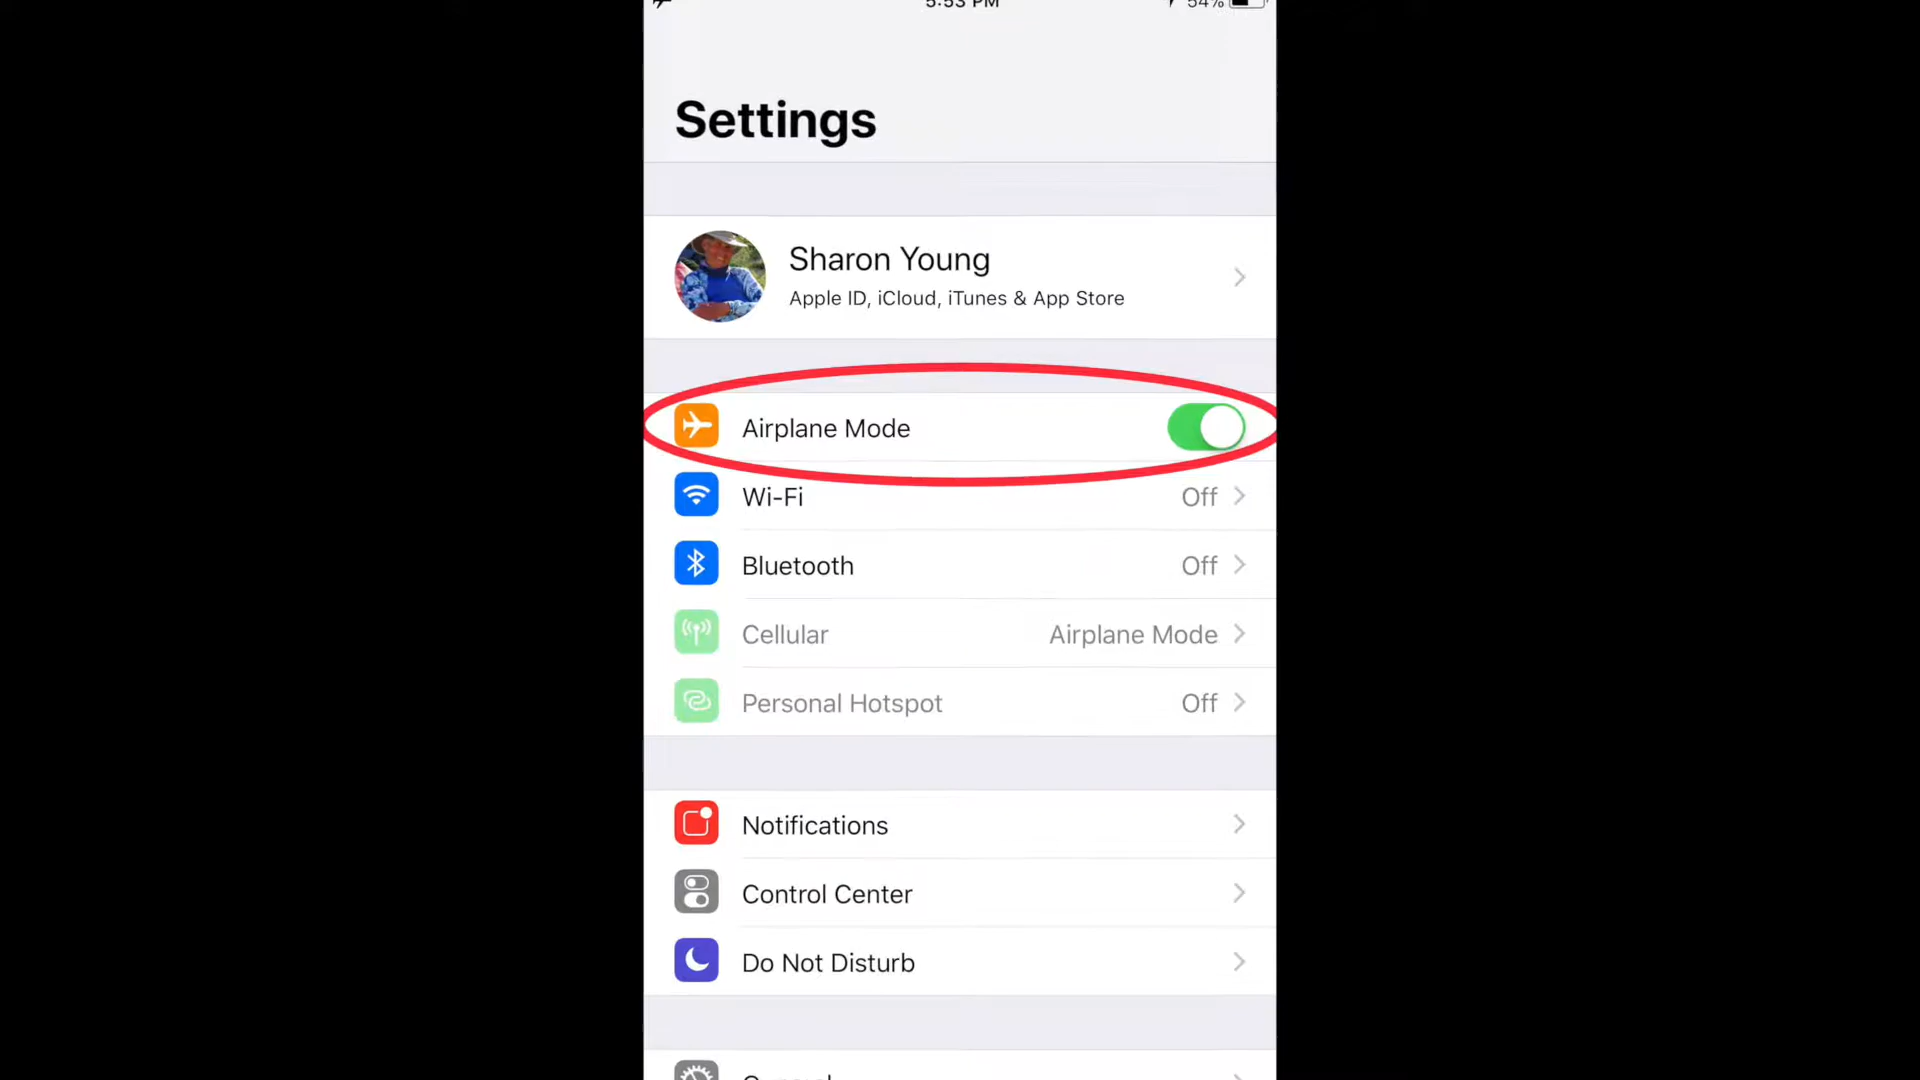 5:53 PM
54%
Settings
Sharon Young
Apple ID, iCloud, iTunes & App Store
Airplane Mode
Wi-Fi
Off
Bluetooth
Off
Cellular
Airplane Mode
Personal Hotspot
Off
Notifications
Control Center
Do Not Disturb
General